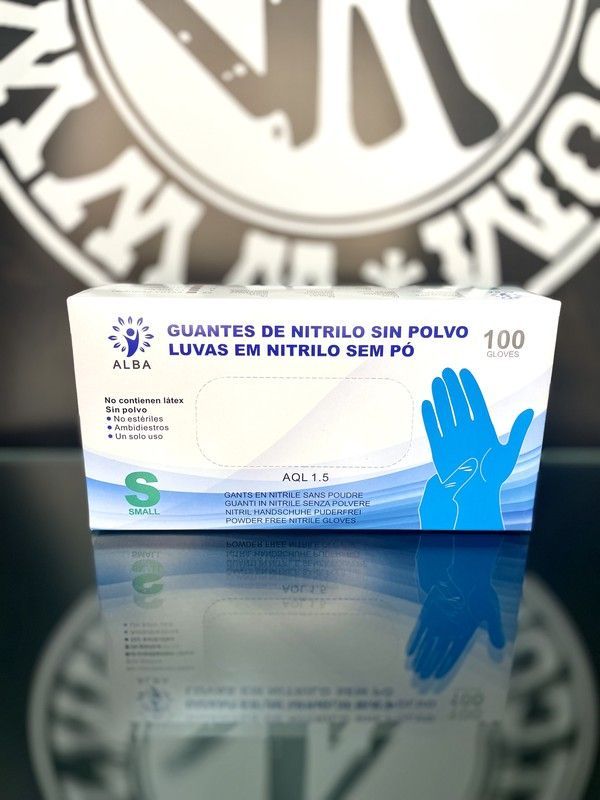 GUANTES DE NITRILO SIN POLVO
LUVAS EM NITRILO SEM PÓ
100
GLOVES
ALBA
No contienen látex
Sin polvo
• No estériles
• Ambidiestros
• Un solo uso
AQL 1.5
S
SMALL
GANTS EN NITRILE SANS POUDRE
GUANTI IN NITRILE SENZA POLVERE
NITRIL HANDSCHUHE PUDERFREI
POWDER FREE NITRILE GLOVES